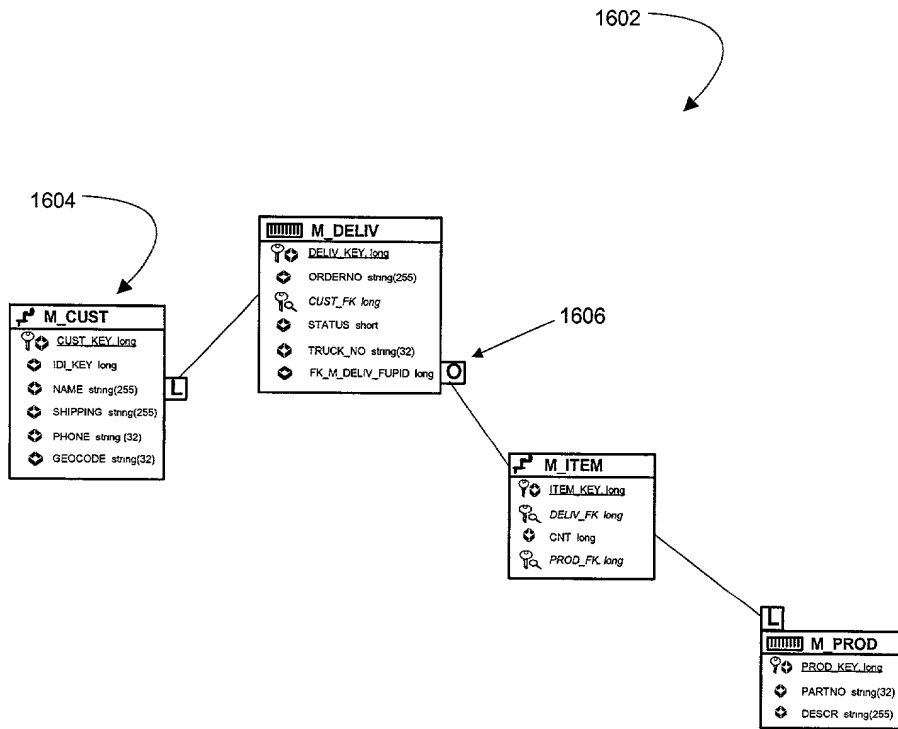 1602
1604
M_DELIV
DELIV_KEY. long
ORDERNO string(255)
CUST_FK long
STATUS short
TRUCK_NO string(32)
FK_M_DELIV_FUPID long
O
1606
M_CUST
CUST_KEY. long
IDI_KEY long
NAME string(255)
SHIPPING string(255)
PHONE string (32)
GEOCODE string(32)
L
M_ITEM
ITEM_KEY. long
DELIV_FK long
CNT long
PROD_FK. long
L
M_PROD
PROD_KEY. long
PARTNO string(32)
DESCR string(255)